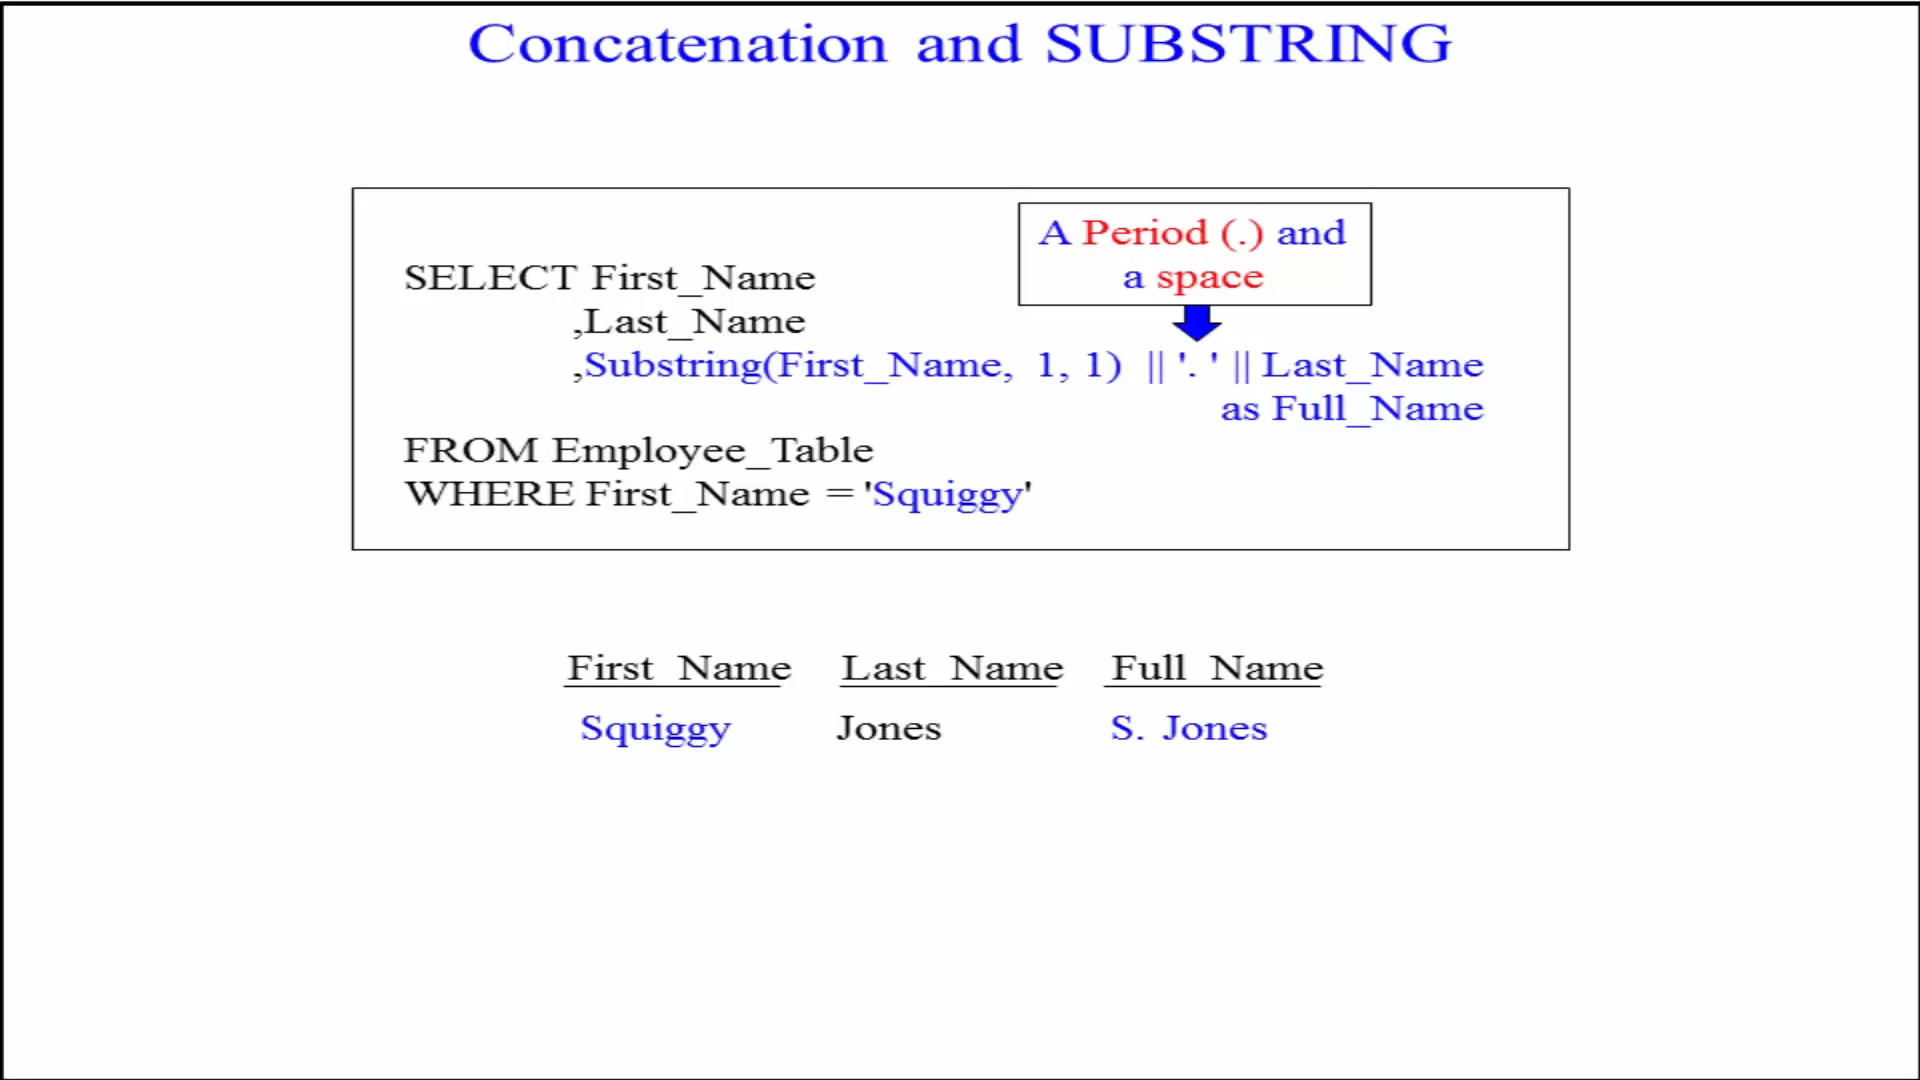 Concatenation and SUBSTRING
A Period (.) and
a space
SELECT First_Name
,Last_Name
,Substring(First_Name, 1, 1) || '. ' || Last_Name
as Full_Name
FROM Employee_Table
WHERE First_Name = 'Squiggy'
First_Name Last_Name Full_Name
Squiggy Jones S. Jones